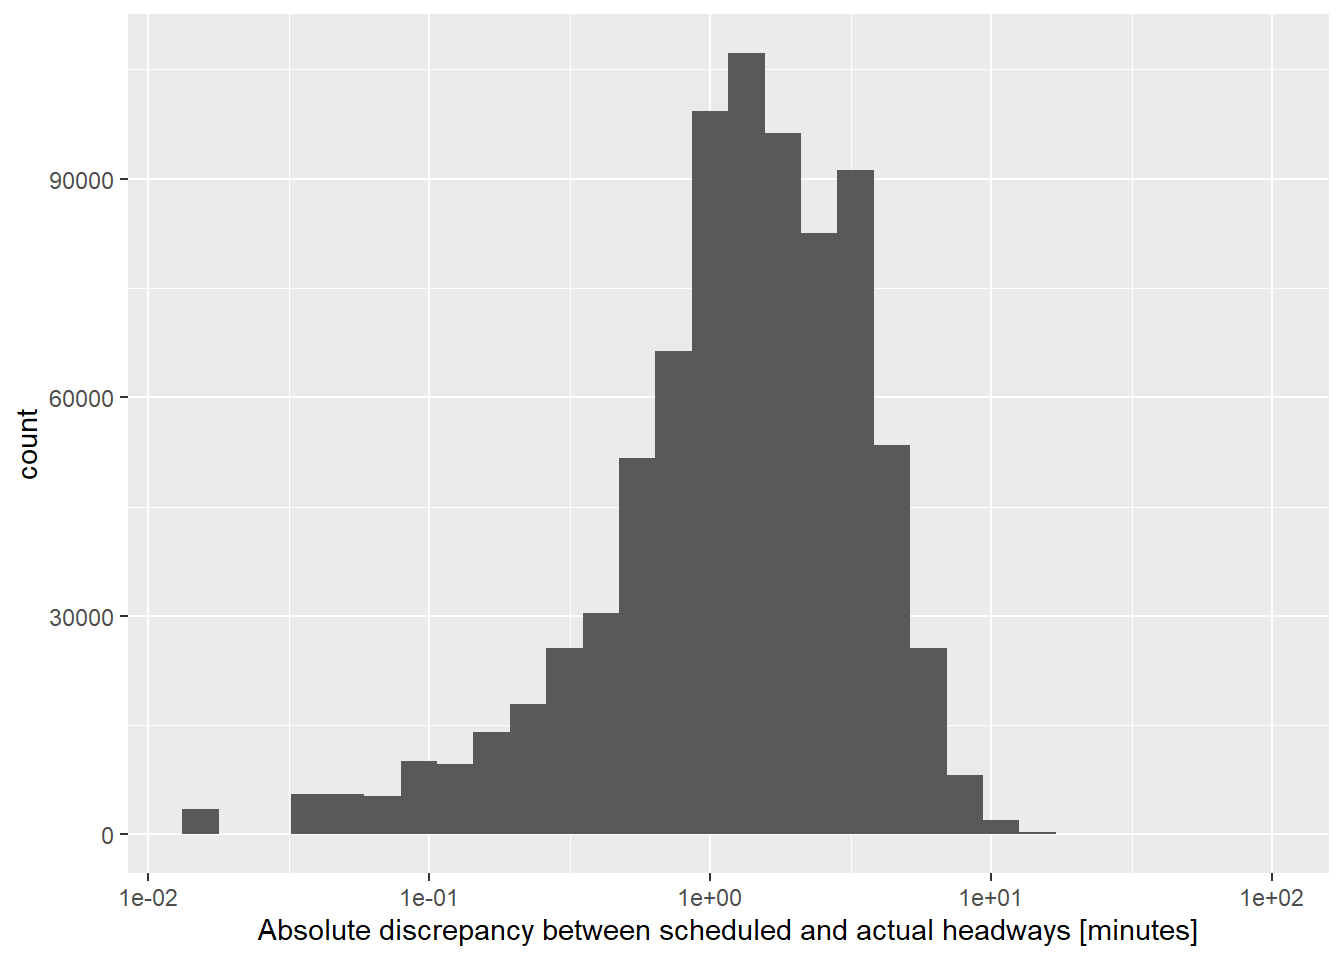 count
90000
60000
30000
0
1e-02 1e-01 1e+00 1e+01 1e+02
Absolute discrepancy between scheduled and actual headways [minutes]